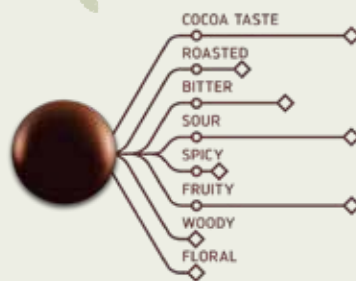 COCOA TASTE
ROASTED
BITTER
SOUR
SPICY
FRUITY
WOODY
FLORAL